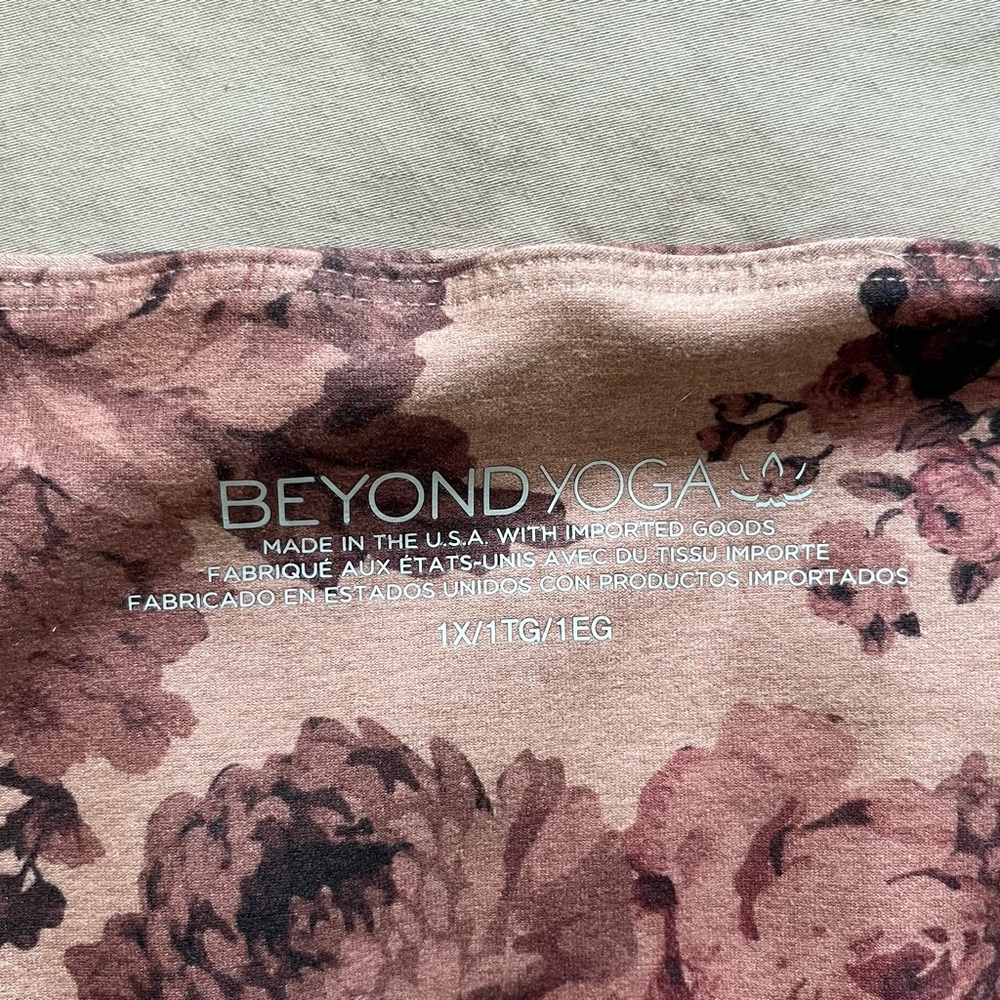 BEYOND YOGA
MADE IN THE U.S.A. WITH IMPORTED GOODS
FABRIQUÉ AUX ÉTATS-UNIS AVEC DU TISSU IMPORTÉ
FABRICADO EN ESTADOS UNIDOS CON PRODUCTOS IMPORTADOS
1X/1TG/1EG